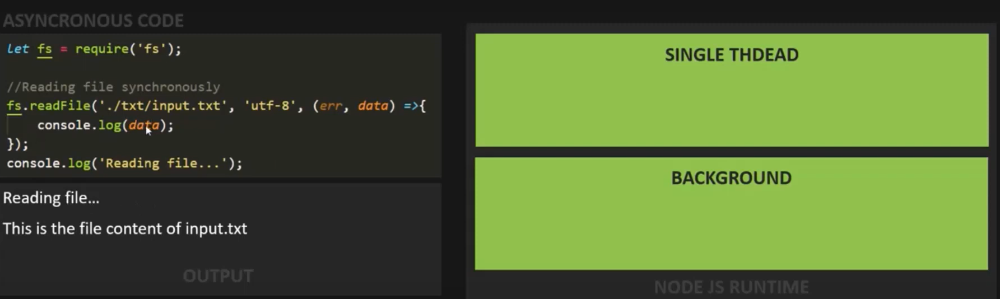 ASYNCRONOUS CODE
let fs = require('fs');
//Reading file synchronously
fs.readFile('./txt/input.txt', 'utf-8', (err, data) =>{
    console.log(data);
});
console.log('Reading file...');
Reading file...
This is the file content of input.txt
OUTPUT
SINGLE THDEAD
BACKGROUND
NODE JS RUNTIME